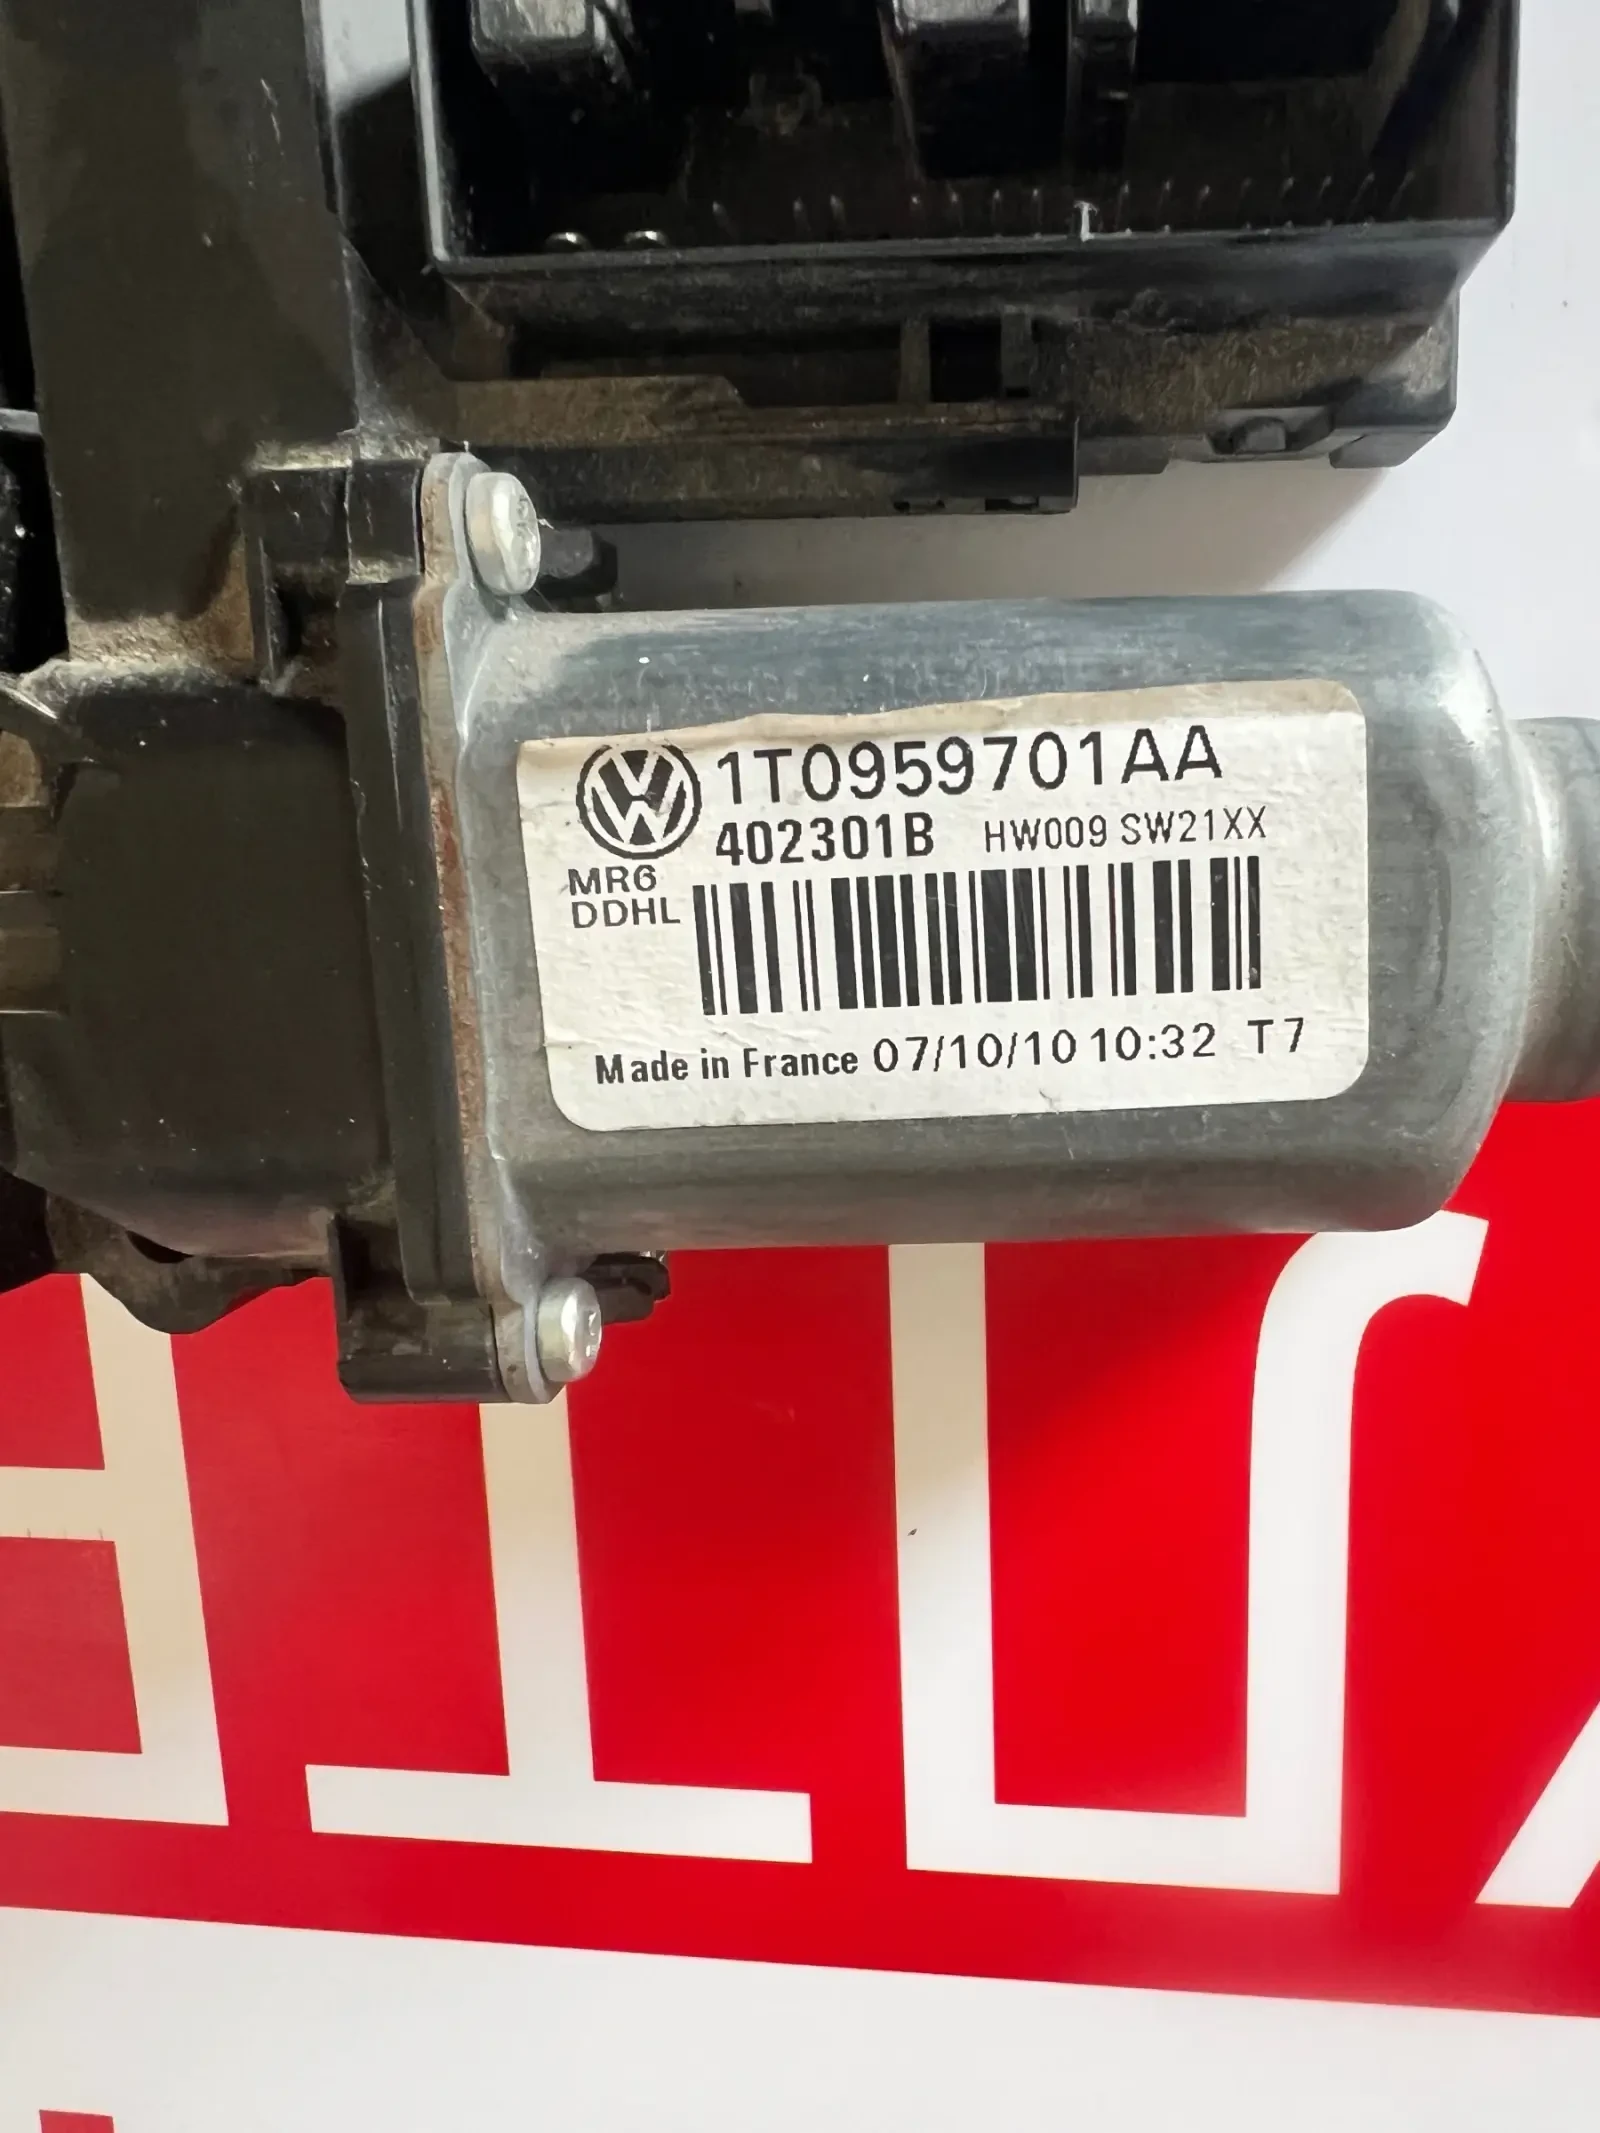 1T0959701AA
402301B HW009 SW21XX
MR6
DDHL
Made in France 07/10/10 10:32 T7